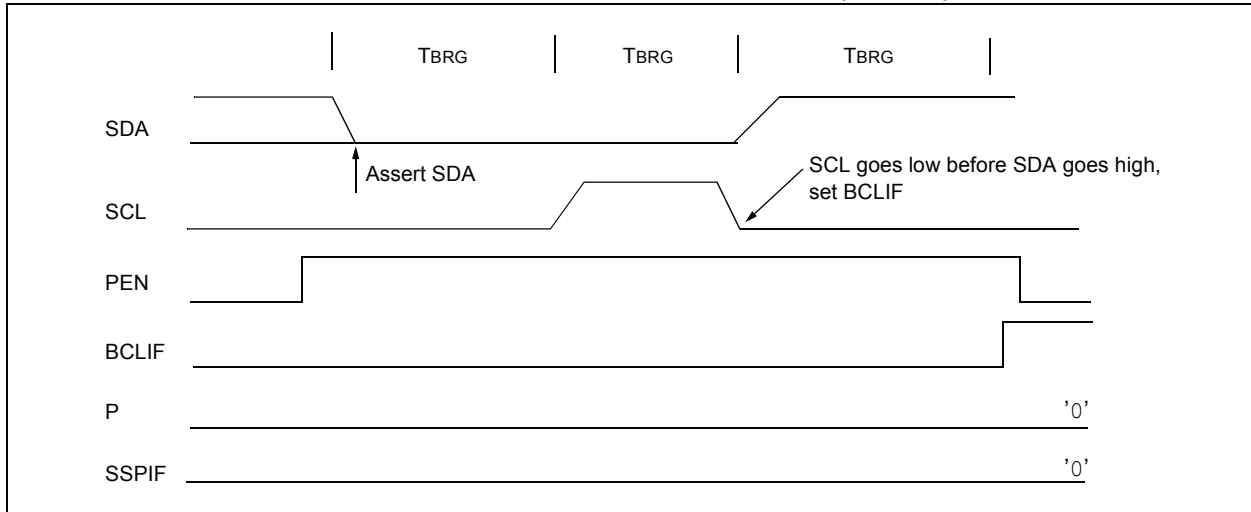 TBRG TBRG TBRG
SDA
Assert SDA
SCL goes low before SDA goes high,
set BCLIF
SCL
PEN
BCLIF
P '0'
SSPIF '0'